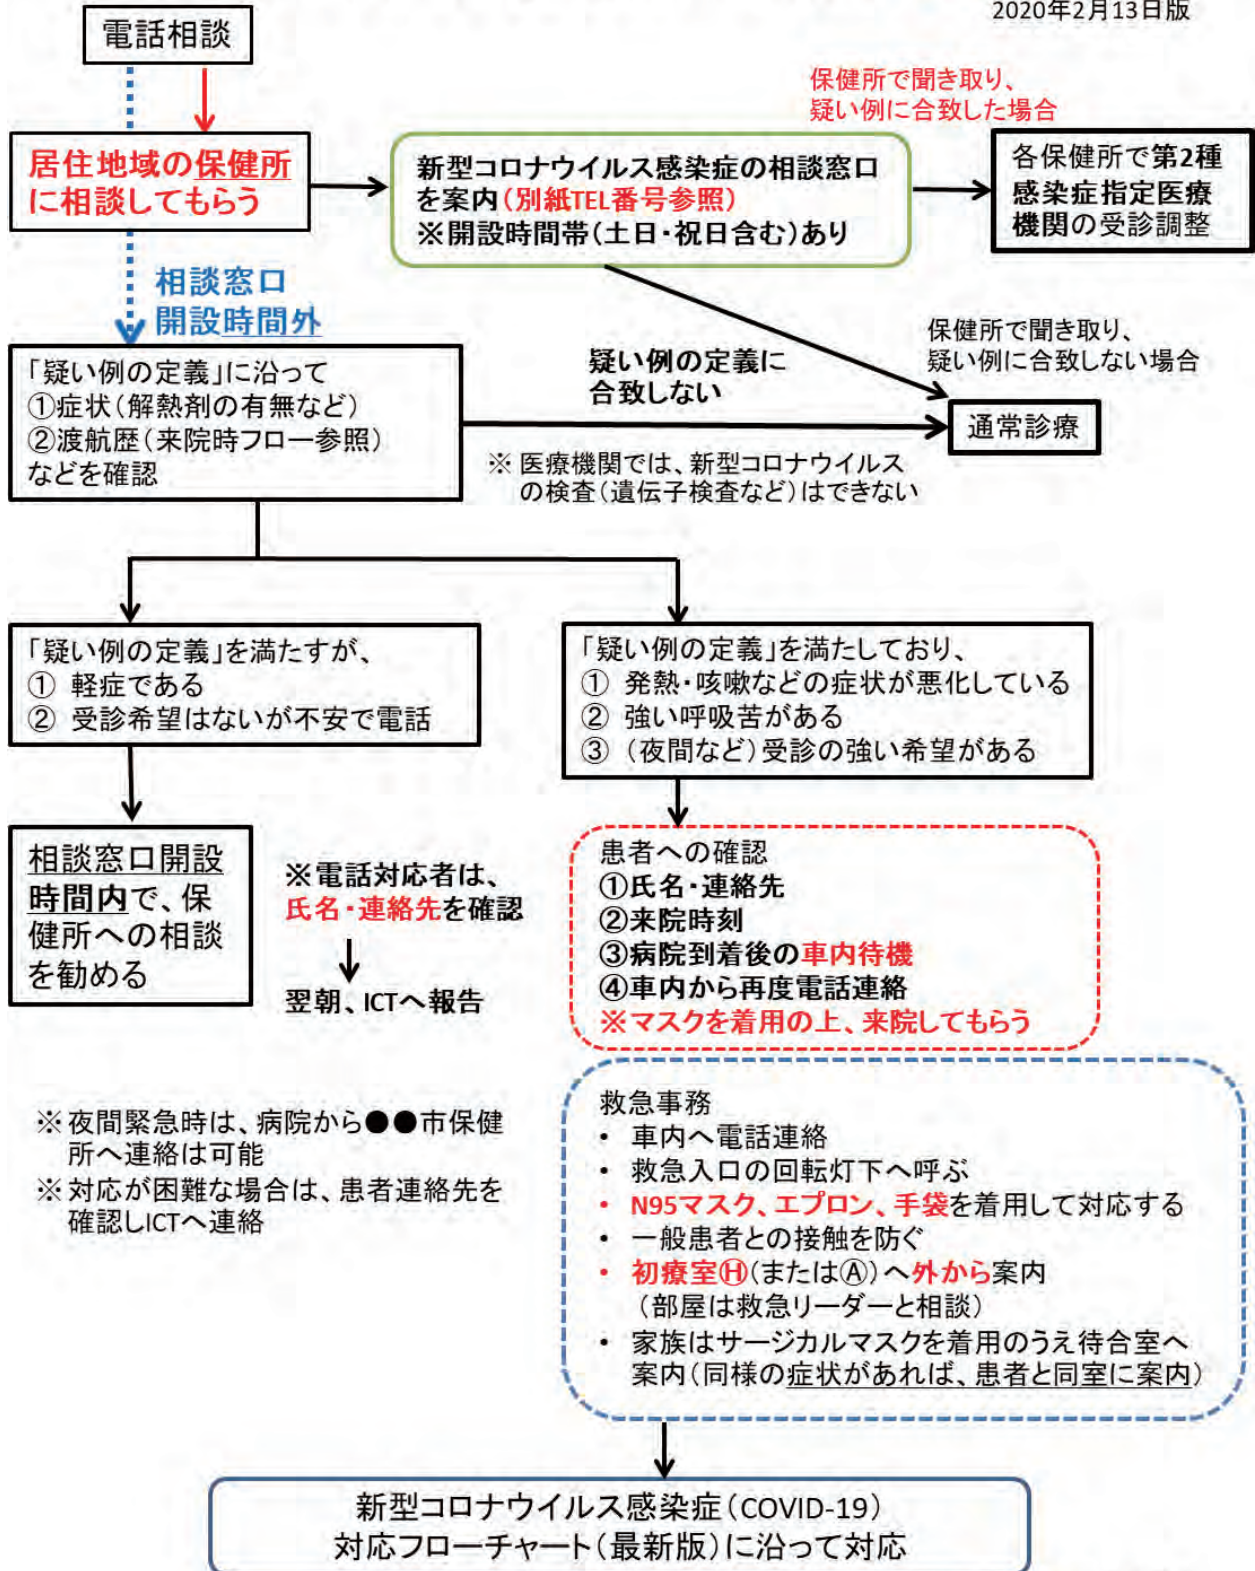 2020年2月13日版
電話相談
保健所で聞き取り、
疑い例に合致した場合
居住地域の保健所
に相談してもらう
新型コロナウイルス感染症の相談窓口
を案内(別紙TEL番号参照)
※開設時間帯(土日・祝日含む)あり
各保健所で第2種
感染症指定医療
機関の受診調整
相談窓口
開設時間外
保健所で聞き取り、
疑い例に合致しない場合
疑い例の定義に
合致しない
通常診療
「疑い例の定義」に沿って
①症状(解熱剤の有無など)
②渡航歴(来院時フロー参照)
などを確認
※ 医療機関では、新型コロナウイルス
の検査(遺伝子検査など)はできない
「疑い例の定義」を満たすが、
① 軽症である
② 受診希望はないが不安で電話
「疑い例の定義」を満たしており、
① 発熱・咳嗽などの症状が悪化している
② 強い呼吸苦がある
③ (夜間など)受診の強い希望がある
相談窓口開設
時間内で、保
健所への相談
を勧める
※電話対応者は、
氏名・連絡先を確認
翌朝、ICTへ報告
患者への確認
①氏名・連絡先
②来院時刻
③病院到着後の車内待機
④車内から再度電話連絡
※マスクを着用の上、来院してもらう
※夜間緊急時は、病院から●●市保健
所へ連絡は可能
※対応が困難な場合は、患者連絡先を
確認しICTへ連絡
救急事務
・ 車内へ電話連絡
・ 救急入口の回転灯下へ呼ぶ
・ N95マスク、エプロン、手袋を着用して対応する
・ 一般患者との接触を防ぐ
・ 初療室Ⓗ(またはⒶ)へ外から案内
(部屋は救急リーダーと相談)
・ 家族はサージカルマスクを着用のうえ待合室へ
案内(同様の症状があれば、患者と同室に案内)
新型コロナウイルス感染症(COVID-19)
対応フローチャート(最新版)に沿って対応